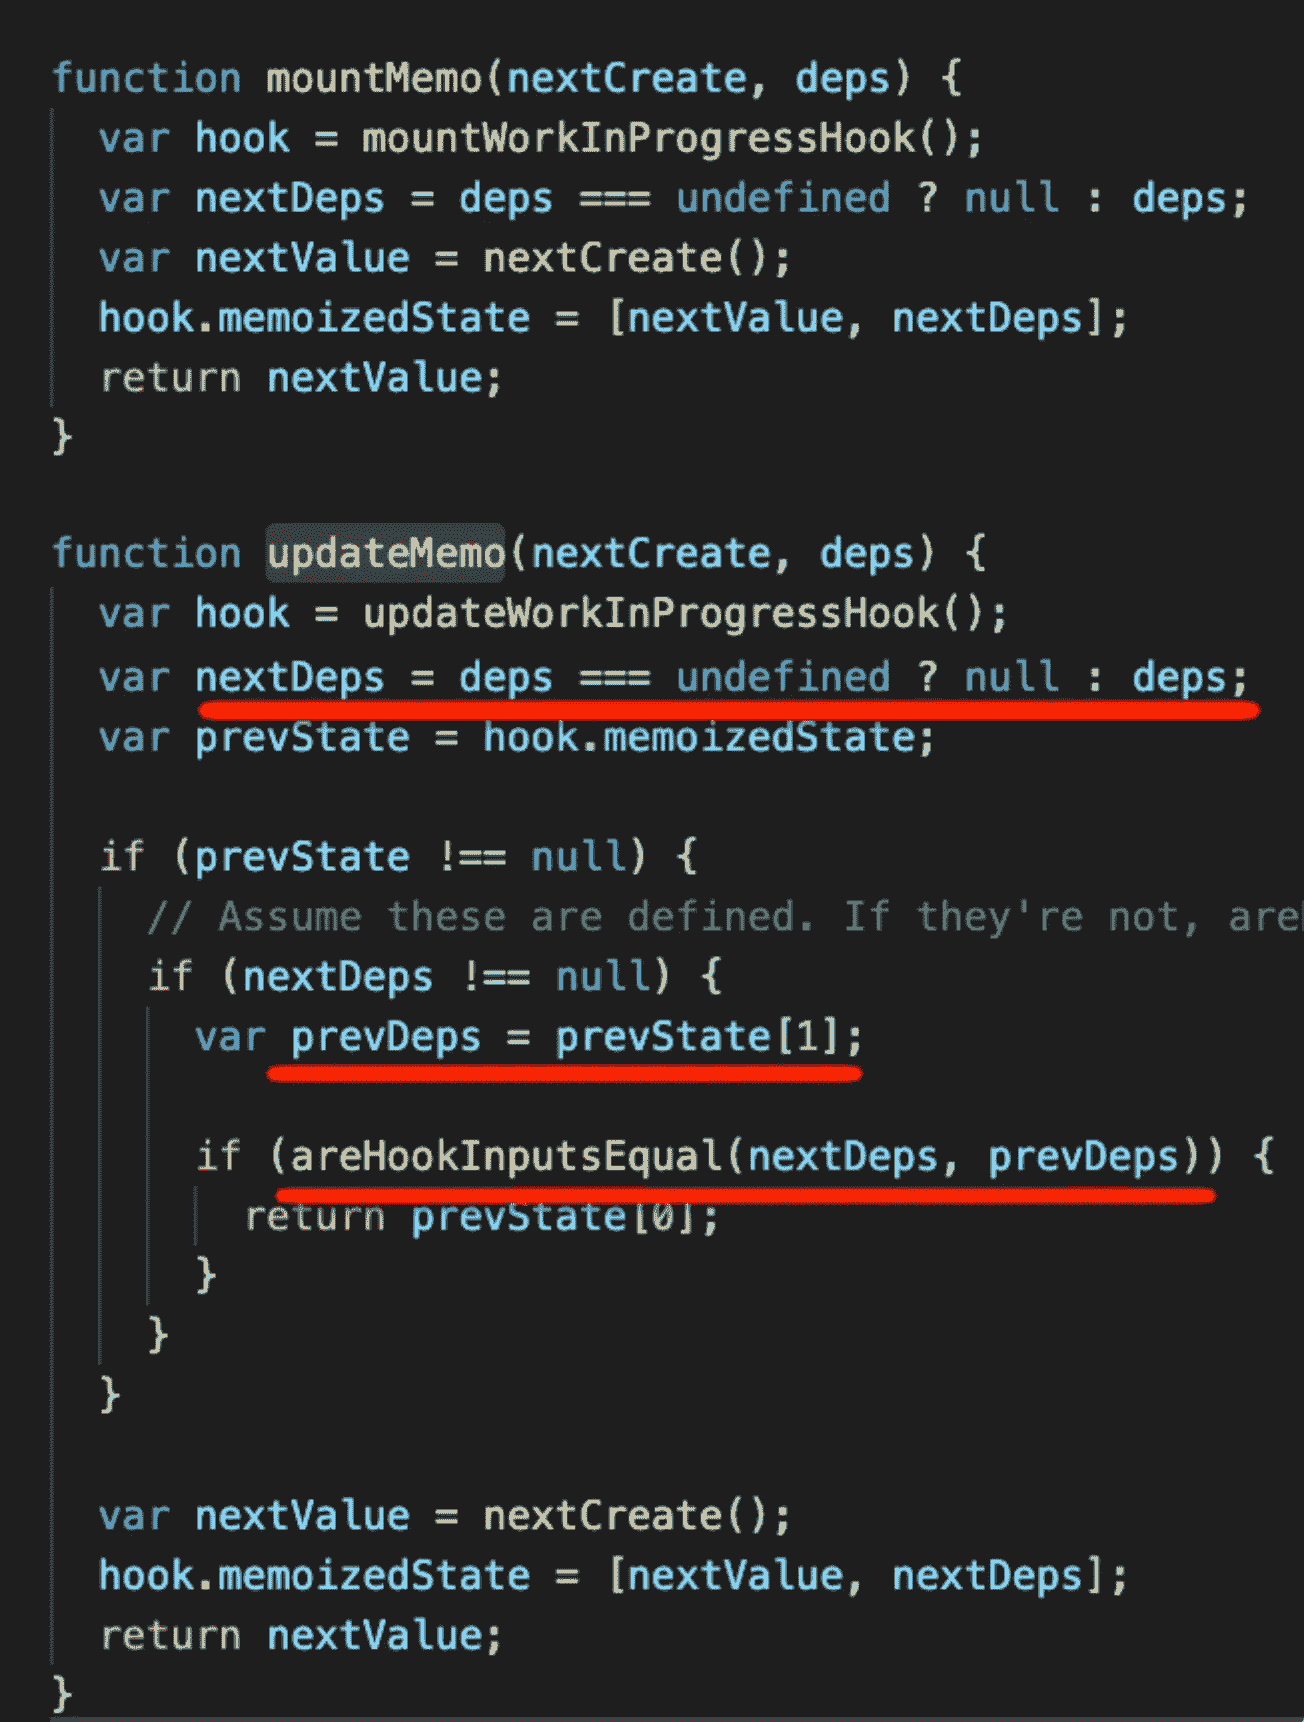 function mountMemo(nextCreate, deps) {
var hook = mountWorkInProgressHook();
var nextDeps = deps === undefined ? null : deps;
var nextValue = nextCreate();
hook.memoizedState = [nextValue, nextDeps];
return nextValue;
}
function updateMemo(nextCreate, deps) {
var hook = updateWorkInProgressHook();
var nextDeps = deps === undefined ? null : deps;
var prevState = hook.memoizedState;
if (prevState !== null) {
// Assume these are defined. If they're not, are
if (nextDeps !== null) {
var prevDeps = prevState[1];
if (areHookInputsEqual(nextDeps, prevDeps)) {
return prevState[0];
}
}
}
var nextValue = nextCreate();
hook.memoizedState = [nextValue, nextDeps];
return nextValue;
}